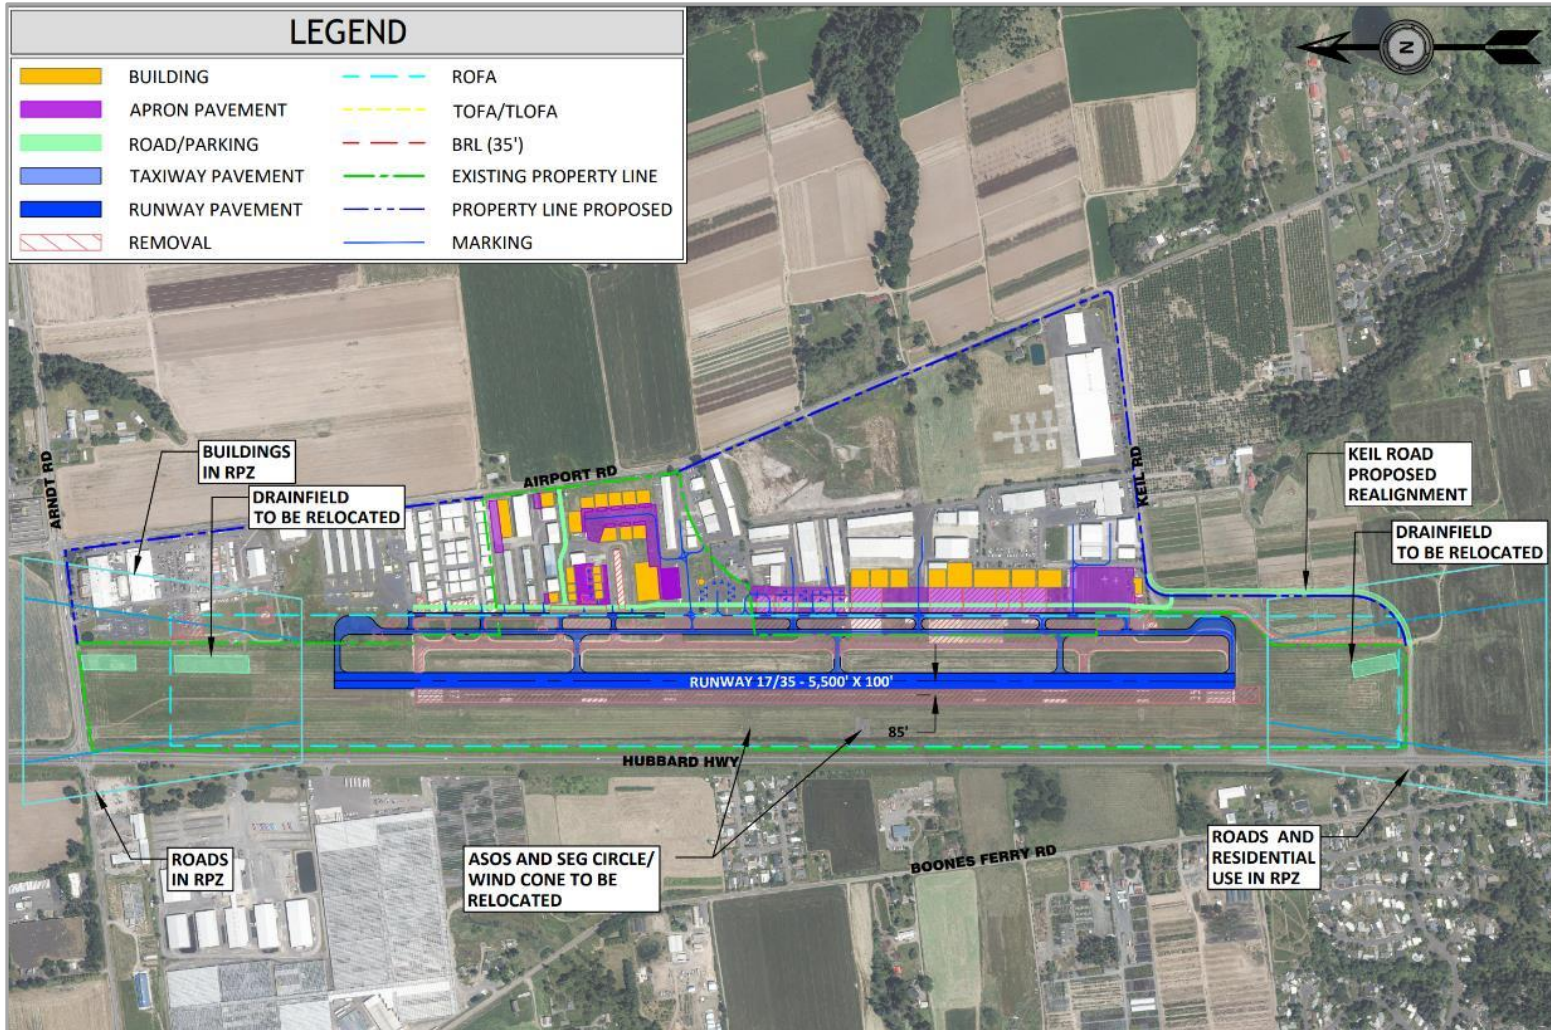 LEGEND
BUILDING
APRON PAVEMENT
ROAD/PARKING
TAXIWAY PAVEMENT
RUNWAY PAVEMENT
REMOVAL
ROFA
TOFA/TLOFA
BRL (35')
EXISTING PROPERTY LINE
PROPERTY LINE PROPOSED
MARKING
N
ARNDT RD
BUILDINGS
IN RPZ
DRAINFIELD
TO BE RELOCATED
AIRPORT RD
KEIL RD
KEIL ROAD
PROPOSED
REALIGNMENT
DRAINFIELD
TO BE RELOCATED
RUNWAY 17/35 - 5,500' X 100'
85'
HUBBARD HWY
ROADS
IN RPZ
ASOS AND SEG CIRCLE/
WIND CONE TO BE
RELOCATED
BOONES FERRY RD
ROADS AND
RESIDENTIAL
USE IN RPZ